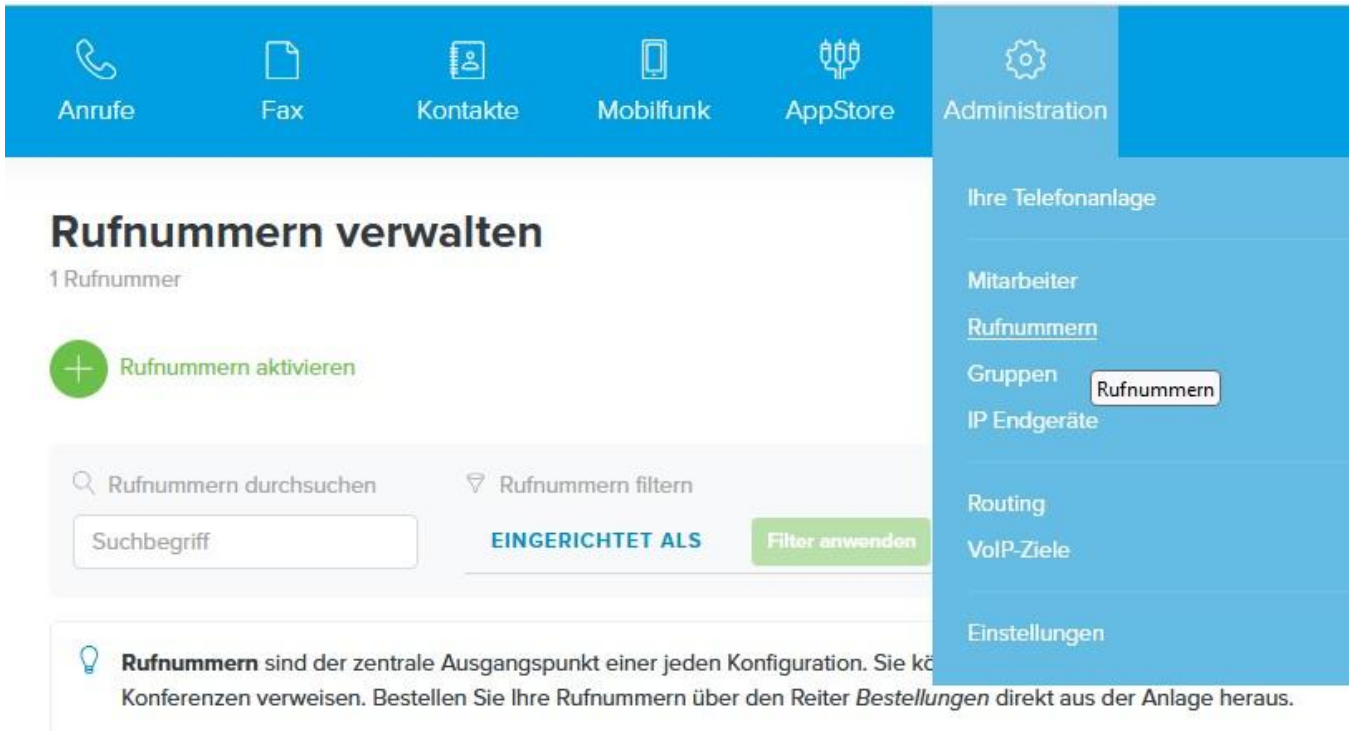 Anrufe Fax Kontakte Mobilfunk AppStore Administration
Rufnummern verwalten
1 Rufnummer
Rufnummern aktivieren
Rufnummern durchsuchen Rufnummern filtern
Suchbegriff EINGERICHTET ALS Filter anwenden
Rufnummern sind der zentrale Ausgangspunkt einer jeden Konfiguration. Sie
Konferenzen verweisen. Bestellen Sie Ihre Rufnummern über den Reiter Bestellungen direkt aus der Anlage heraus.
Ihre Telefonanlage
Mitarbeiter
Rufnummern
Gruppen
Rufnummern
IP Endgeräte
Routing
VoIP-Ziele
Einstellungen